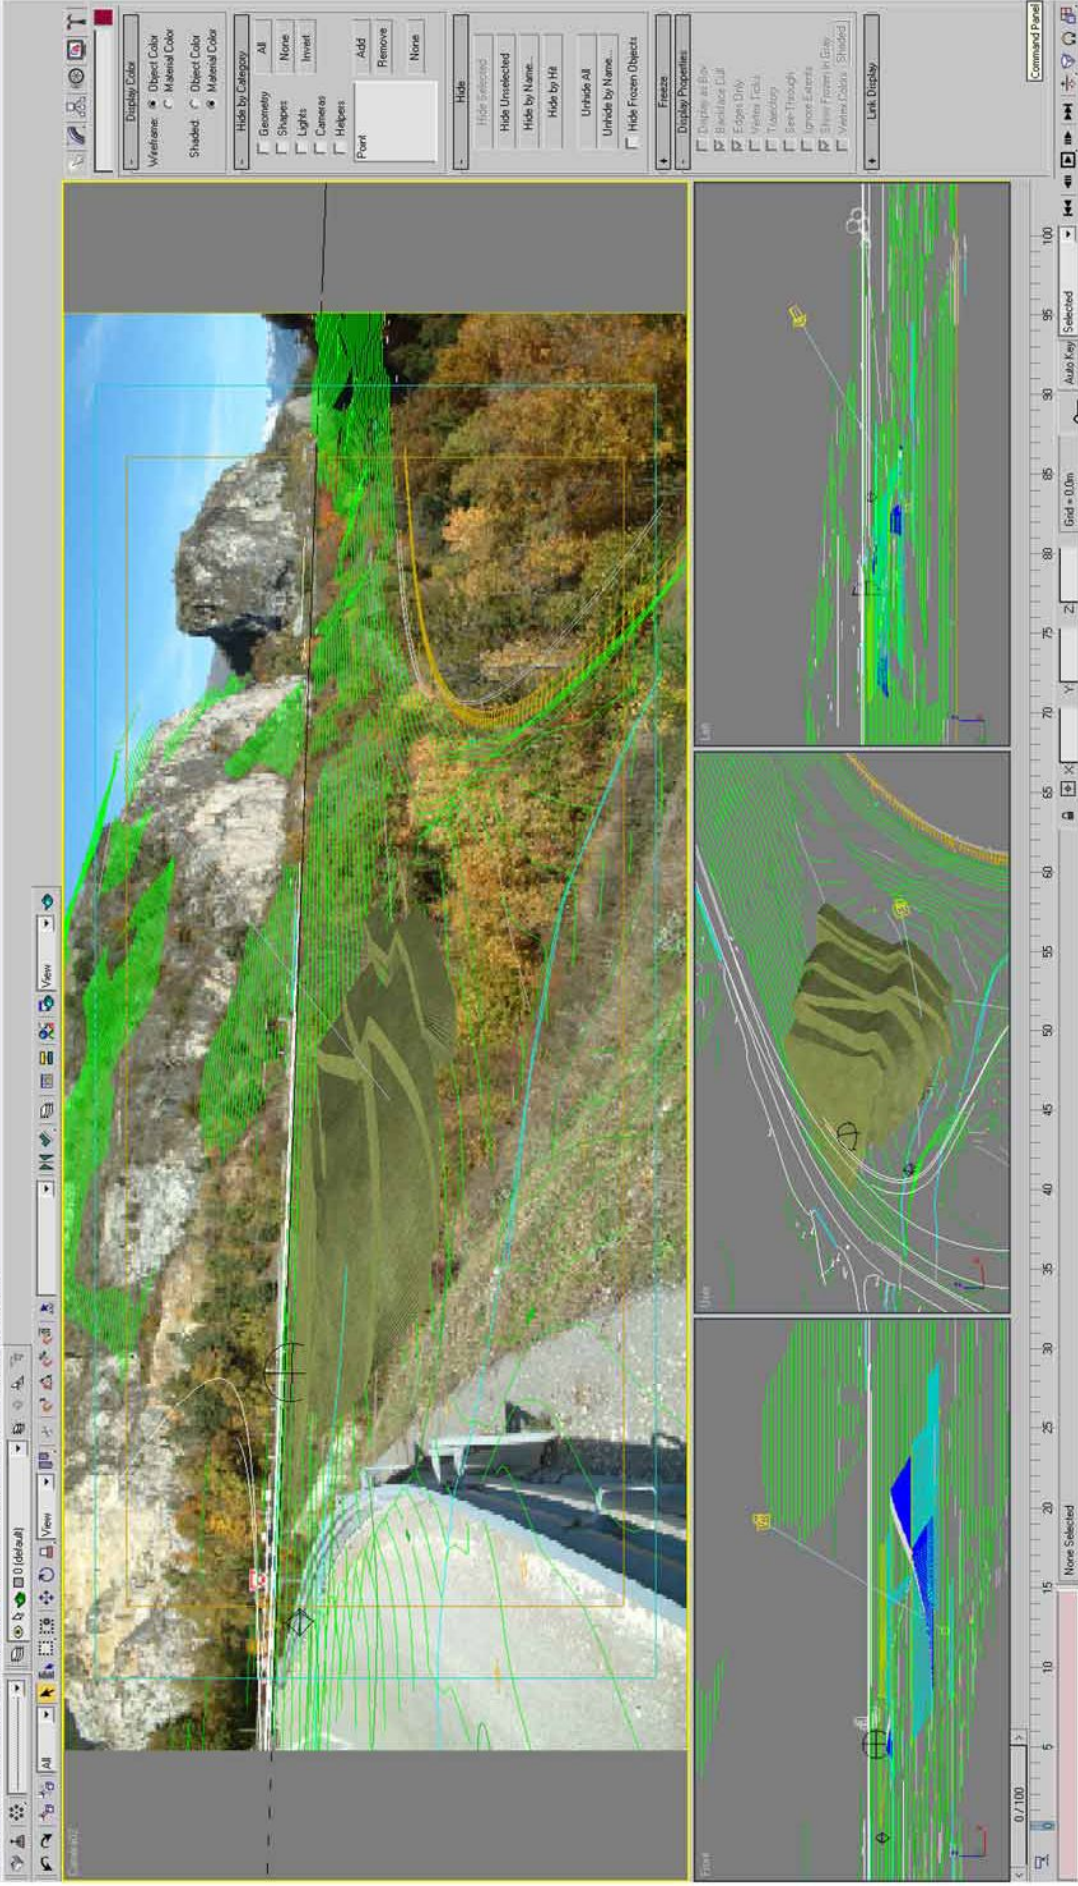 0 (default)
All
View
View
Camera02
Display Color
Wireframe:
Object Color
Material Color
Shaded:
Object Color
Material Color
Hide by Category
Geometry
Shapes
Lights
Cameras
Helpers
All
None
Invert
Point
Add
Remove
None
Hide
Hide Selected
Hide Unselected
Hide by Name...
Hide by Hit
Unhide All
Unhide by Name...
Hide Frozen Objects
Freeze
Display Properties
Display as Box
Backface Cull
Edges Only
Vertex Ticks
Trajectory
See-Through
Ignore Extents
Show Frozen in Gray
Vertex Colors
Shaded
Link Display
Command Panel
Front
User
Left
0 / 100
0 5 10 15 20 25 30 35 40 45 50 55 60 65 70 75 80 85 90 95 100
None Selected
X
Y
Z
Grid = 0,0m
Auto Key
Selected